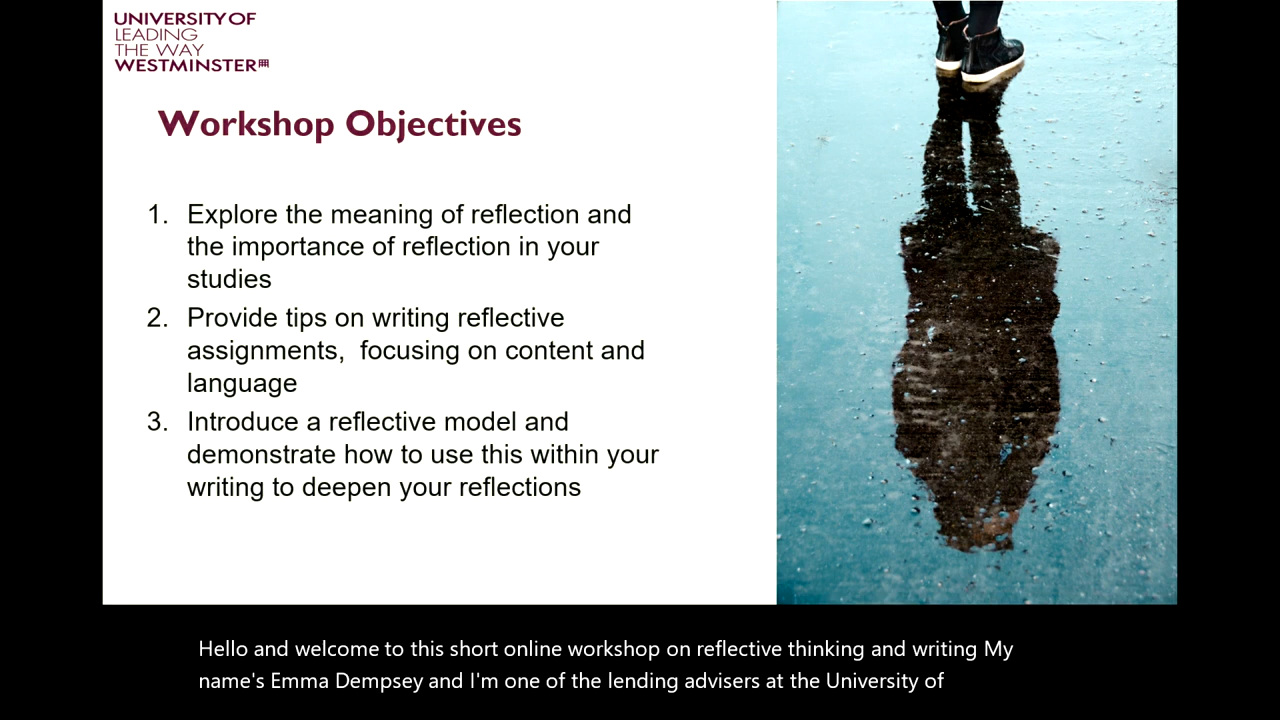 UNIVERSITY OF
LEADING
THE WAY
WESTMINSTER
Workshop Objectives
1. Explore the meaning of reflection and
the importance of reflection in your
studies
2. Provide tips on writing reflective
assignments,  focusing on content and
language
3. Introduce a reflective model and
demonstrate how to use this within your
writing to deepen your reflections
Hello and welcome to this short online workshop on reflective thinking and writing My
name's Emma Dempsey and I'm one of the lending advisers at the University of